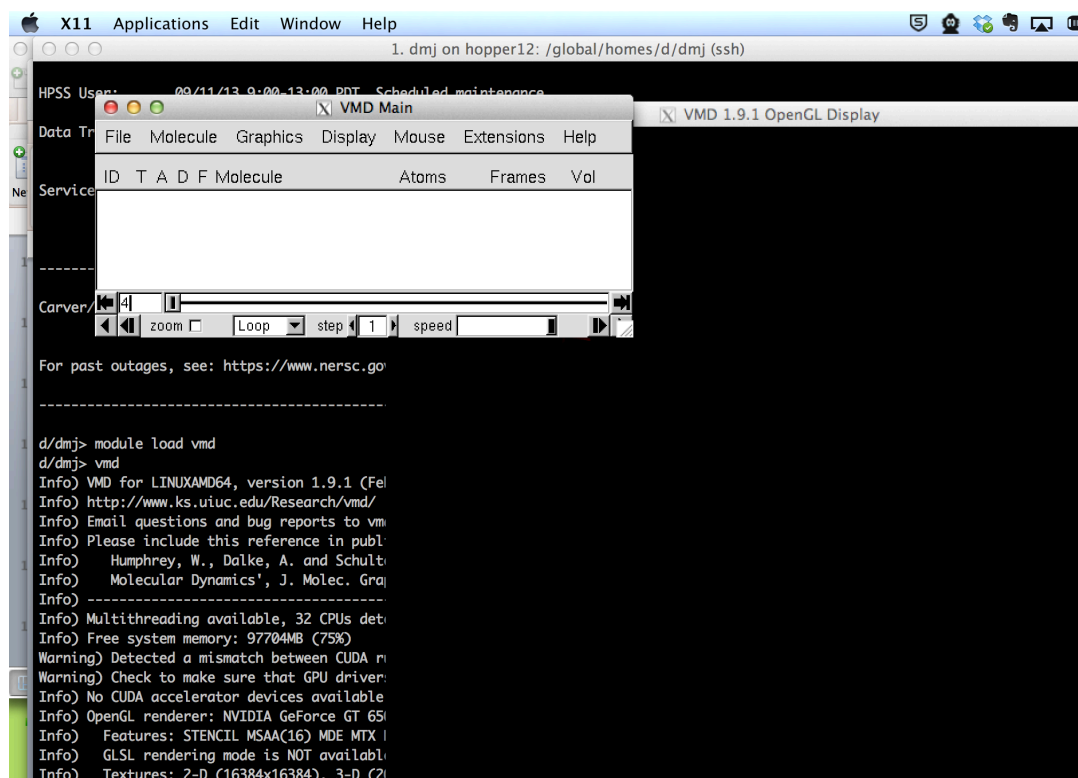 X11 Applications Edit Window Help
1. dmj on hopper12: /global/homes/d/dmj (ssh)
HPSS User: 09/11/13 9:00-13:00 PDT Scheduled maintenance
VMD Main
VMD 1.9.1 OpenGL Display
Data Tr
File Molecule Graphics Display Mouse Extensions Help
ID T A D F Molecule Atoms Frames Vol
Ne
Service
Carver/
4
zoom Loop step 1 speed
For past outages, see: https://www.nersc.go
d/dmj> module load vmd
d/dmj> vmd
Info) VMD for LINUXAMD64, version 1.9.1 (Fe
Info) http://www.ks.uiuc.edu/Research/vmd/
Info) Email questions and bug reports to vm
Info) Please include this reference in publ
Info) Humphrey, W., Dalke, A. and Schult
Info) Molecular Dynamics', J. Molec. Gra
Info) -------------------------------------
Info) Multithreading available, 32 CPUs det
Info) Free system memory: 97704MB (75%)
Warning) Detected a mismatch between CUDA r
Warning) Check to make sure that GPU driver
Info) No CUDA accelerator devices available
Info) OpenGL renderer: NVIDIA GeForce GT 65
Info) Features: STENCIL MSAA(16) MDE MTX
Info) GLSL rendering mode is NOT availabl
Info) Textures: 2-D (16384x16384), 3-D (2